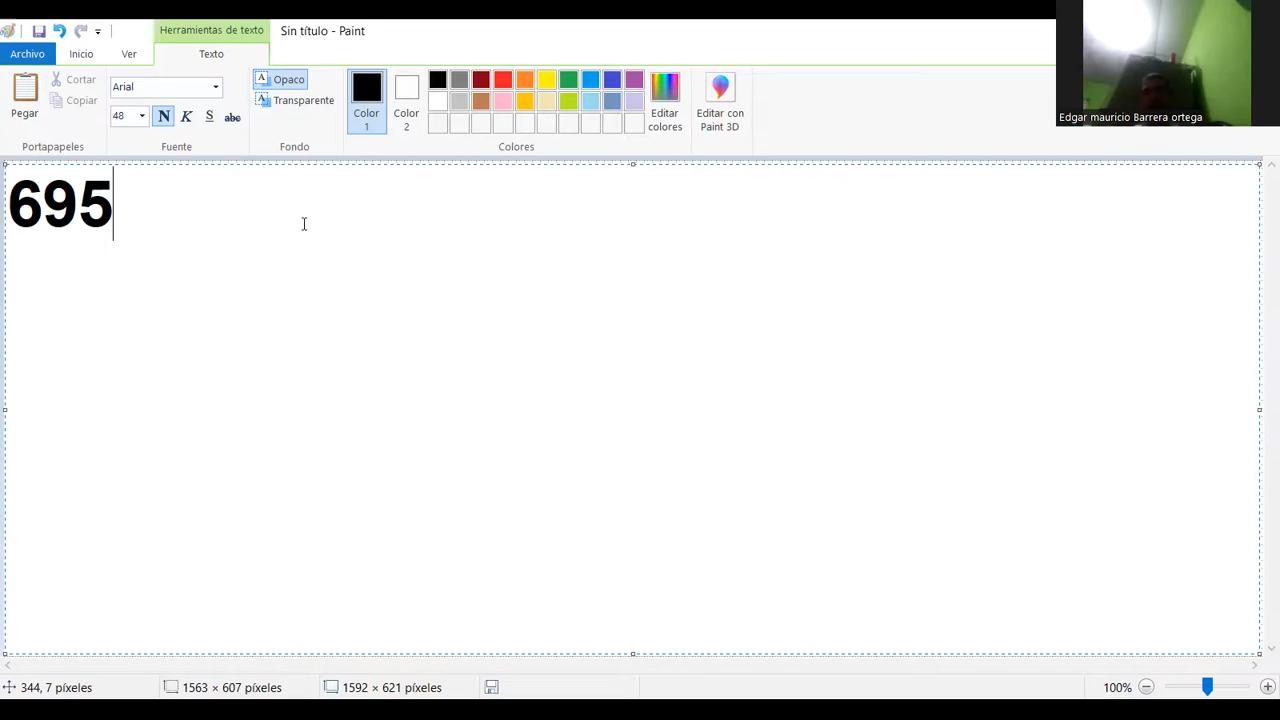 Herramientas de texto
Sin título - Paint
Archivo
Inicio
Ver
Texto
Pegar
Cortar
Copiar
Portapapeles
Arial
48
N K S abc
Fuente
A Opaco
A Transparente
Fondo
Color 1
Color 2
Editar colores
Colores
Editar con Paint 3D
Edgar mauricio Barrera ortega
695
344, 7 píxeles
1563 × 607 píxeles
1592 × 621 píxeles
100%